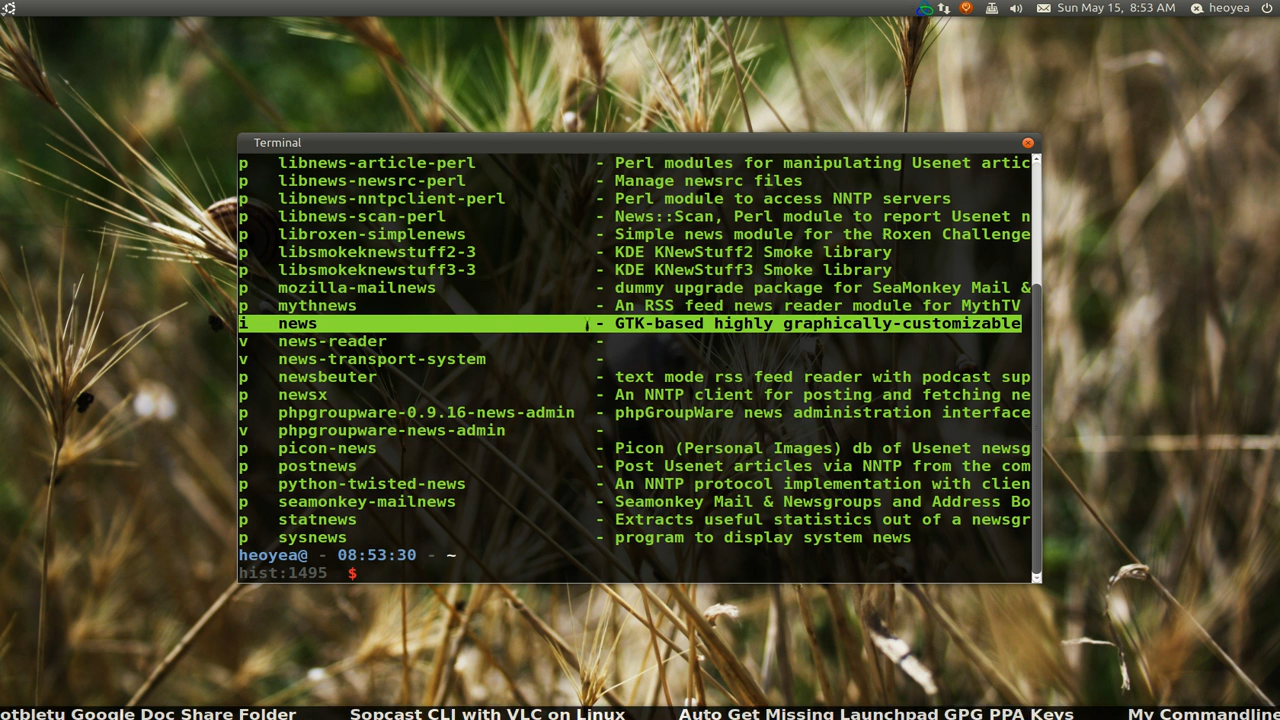 Sun May 15, 8:53 AM heoyea
Terminal
p libnews-article-perl - Perl modules for manipulating Usenet artic
p libnews-newsrc-perl - Manage newsrc files
p libnews-nntpclient-perl - Perl module to access NNTP servers
p libnews-scan-perl - News::Scan, Perl module to report Usenet n
p libroxen-simplenews - Simple news module for the Roxen Challenge
p libsmokeknewstuff2-3 - KDE KNewStuff2 Smoke library
p libsmokeknewstuff3-3 - KDE KNewStuff3 Smoke library
p mozilla-mailnews - dummy upgrade package for SeaMonkey Mail &
p mythnews - An RSS feed news reader module for MythTV
i news - GTK-based highly graphically-customizable
v news-reader -
v news-transport-system -
p newsbeuter - text mode rss feed reader with podcast sup
p newsx - An NNTP client for posting and fetching ne
p phpgroupware-0.9.16-news-admin - phpGroupWare news administration interface
v phpgroupware-news-admin -
p picon-news - Picon (Personal Images) db of Usenet newsg
p postnews - Post Usenet articles via NNTP from the com
p python-twisted-news - An NNTP protocol implementation with clien
p seamonkey-mailnews - Seamonkey Mail & Newsgroups and Address Bo
p statnews - Extracts useful statistics out of a newsgr
p sysnews - program to display system news
heoyea@ - 08:53:30 - ~
hist:1495 $
otbletu Google Doc Share Folder Sopcast CLI with VLC on Linux Auto Get Missing Launchpad GPG PPA Keys My Commandline